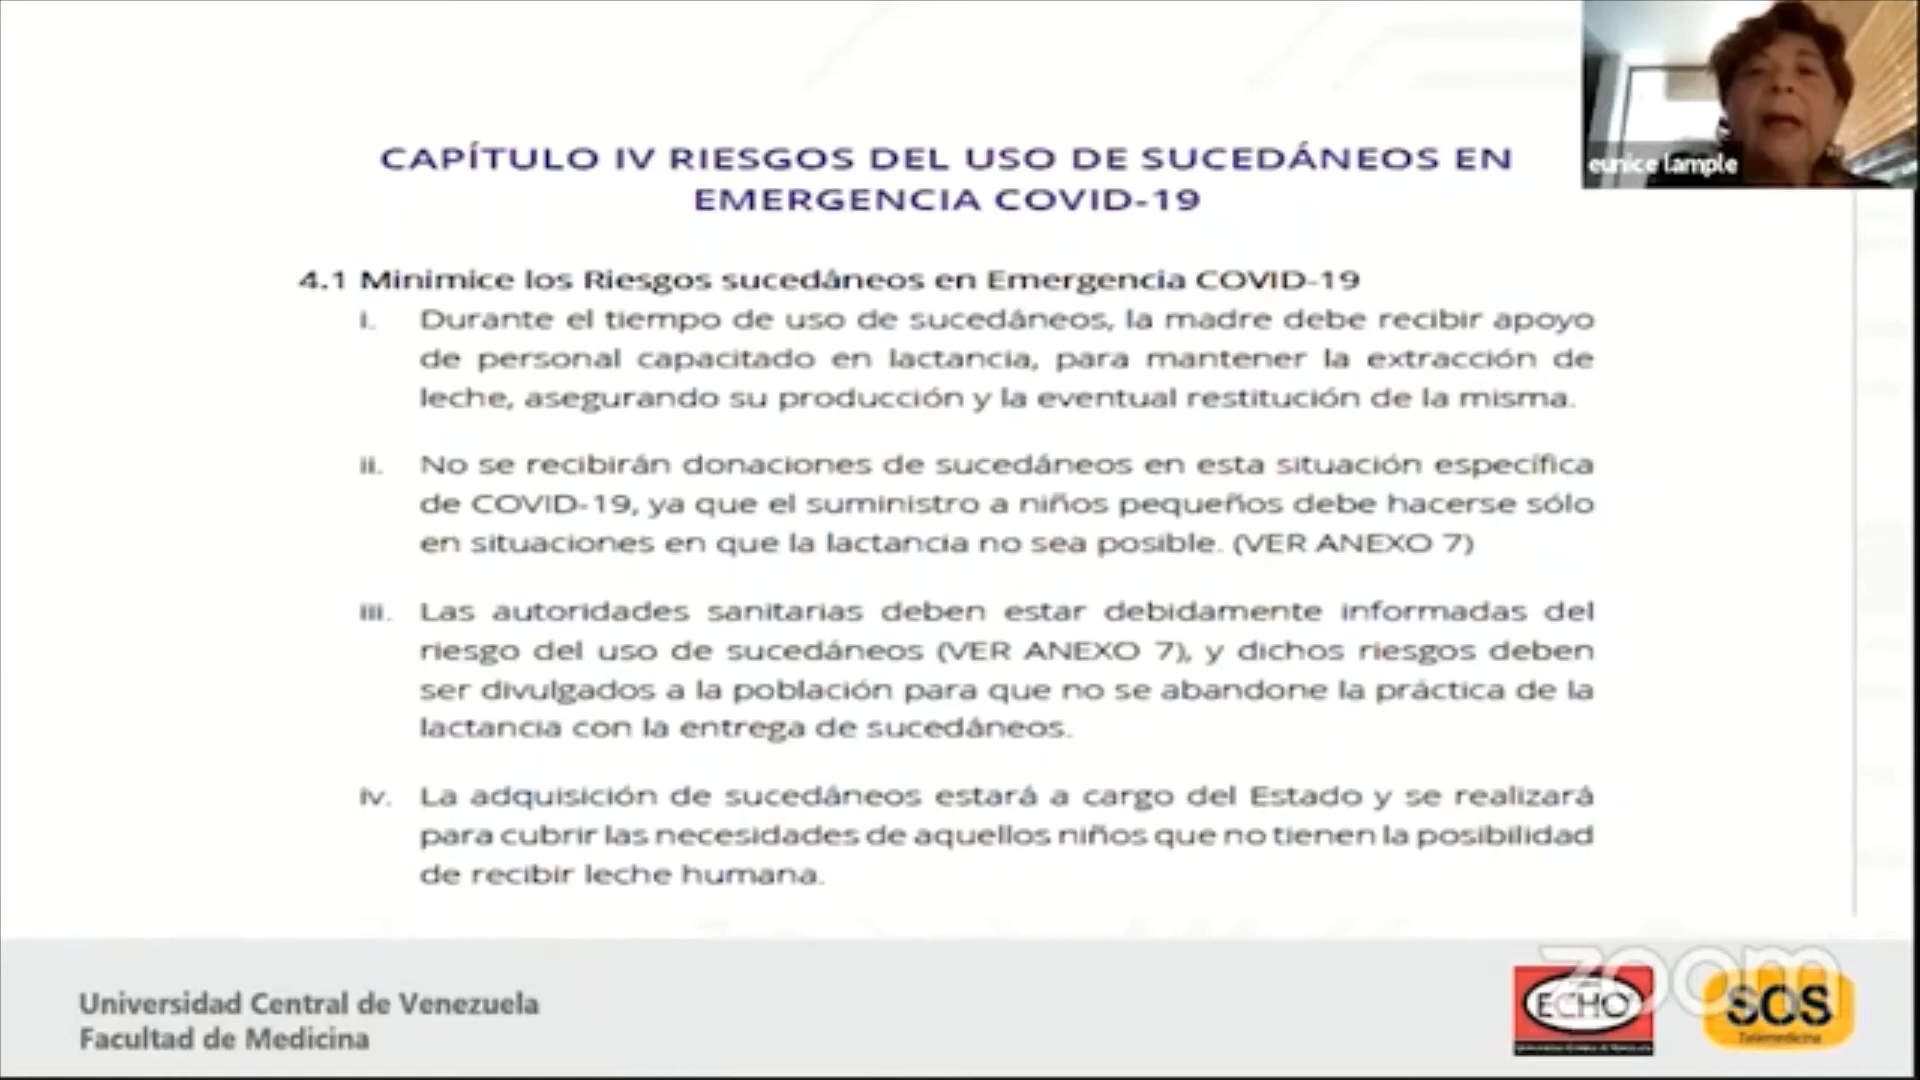 CAPÍTULO IV RIESGOS DEL USO DE SUCEDÁNEOS EN
EMERGENCIA COVID-19
eunice lample
4.1 Minimice los Riesgos sucedáneos en Emergencia COVID-19
i. Durante el tiempo de uso de sucedáneos, la madre debe recibir apoyo
de personal capacitado en lactancia, para mantener la extracción de
leche, asegurando su producción y la eventual restitución de la misma.
ii. No se recibirán donaciones de sucedáneos en esta situación específica
de COVID-19, ya que el suministro a niños pequeños debe hacerse sólo
en situaciones en que la lactancia no sea posible. (VER ANEXO 7)
iii. Las autoridades sanitarias deben estar debidamente informadas del
riesgo del uso de sucedáneos (VER ANEXO 7), y dichos riesgos deben
ser divulgados a la población para que no se abandone la práctica de la
lactancia con la entrega de sucedáneos.
iv. La adquisición de sucedáneos estará a cargo del Estado y se realizará
para cubrir las necesidades de aquellos niños que no tienen la posibilidad
de recibir leche humana.
Universidad Central de Venezuela
Facultad de Medicina
ECHO
zoom
SOS
Telemedicina